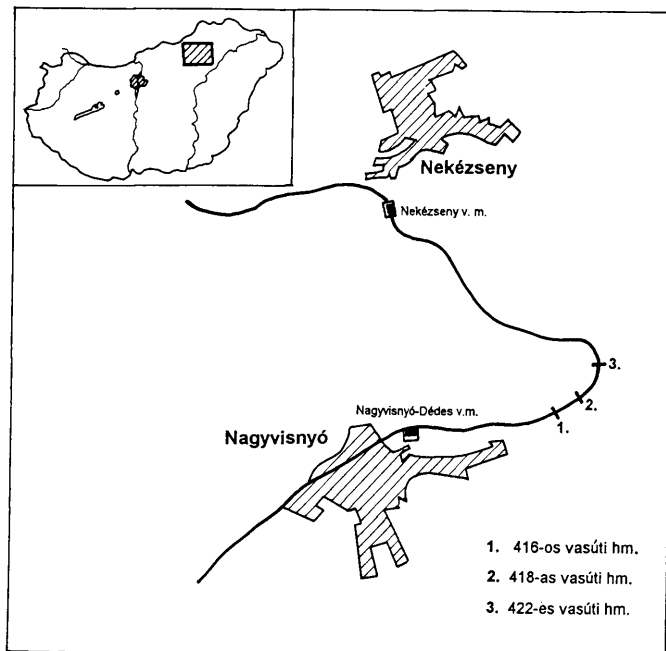 Nekézseny
Nekézseny v. m.
3.
2.
1.
Nagyvisnyó-Dédes v.m.
Nagyvisnyó
1. 416-os vasúti hm.
2. 418-as vasúti hm.
3. 422-es vasúti hm.